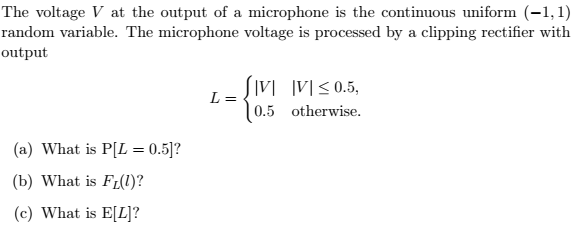 The voltage V at the output of a microphone is the continuous uniform (−1, 1)
random variable. The microphone voltage is processed by a clipping rectifier with
output
L = { |V| |V| ≤ 0.5,
0.5 otherwise.
(a) What is P[L = 0.5]?
(b) What is F_L(l)?
(c) What is E[L]?